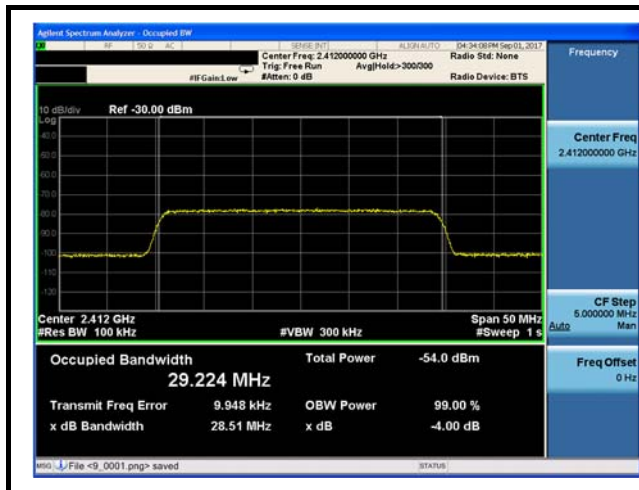 Agilent Spectrum Analyzer - Occupied BW
RF 50 Ω AC SENSE:INT ALIGN AUTO 04:34:08 PM Sep 01, 2017
Center Freq: 2.412000000 GHz Radio Std: None
Trig: Free Run Avg|Hold:>300/300
#IFGain:Low #Atten: 0 dB Radio Device: BTS
Frequency
10 dB/div Ref -30.00 dBm
Log
-40.0
-50.0
-60.0
-70.0
-80.0
-90.0
-100
-110
-120
Center 2.412 GHz Span 50 MHz
#Res BW 100 kHz #VBW 300 kHz #Sweep 1 s
Center Freq
2.412000000 GHz
CF Step
5.000000 MHz
Auto Man
Freq Offset
0 Hz
Occupied Bandwidth Total Power -54.0 dBm
29.224 MHz
Transmit Freq Error 9.948 kHz OBW Power 99.00 %
x dB Bandwidth 28.51 MHz x dB -4.00 dB
MSG File <9_0001.png> saved STATUS